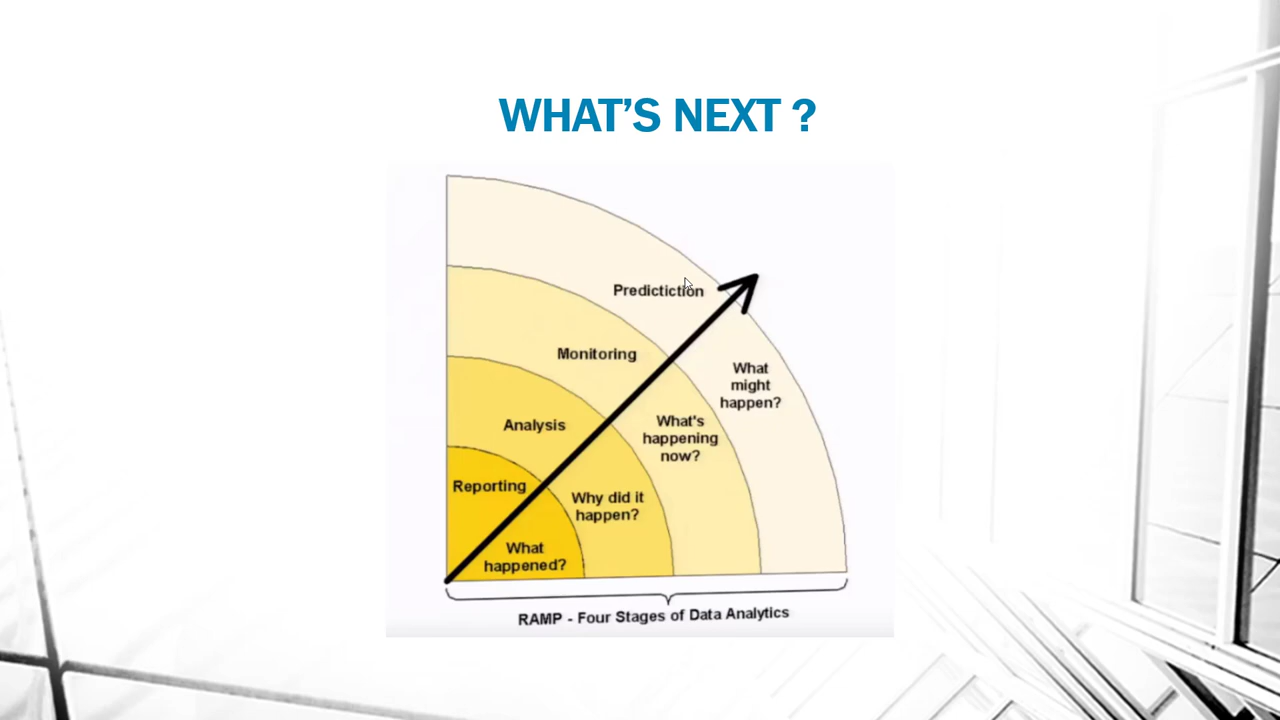 WHAT'S NEXT ?
Predictiction
Monitoring
What
might
happen?
Analysis
What's
happening
now?
Reporting
Why did it
happen?
What
happened?
RAMP - Four Stages of Data Analytics